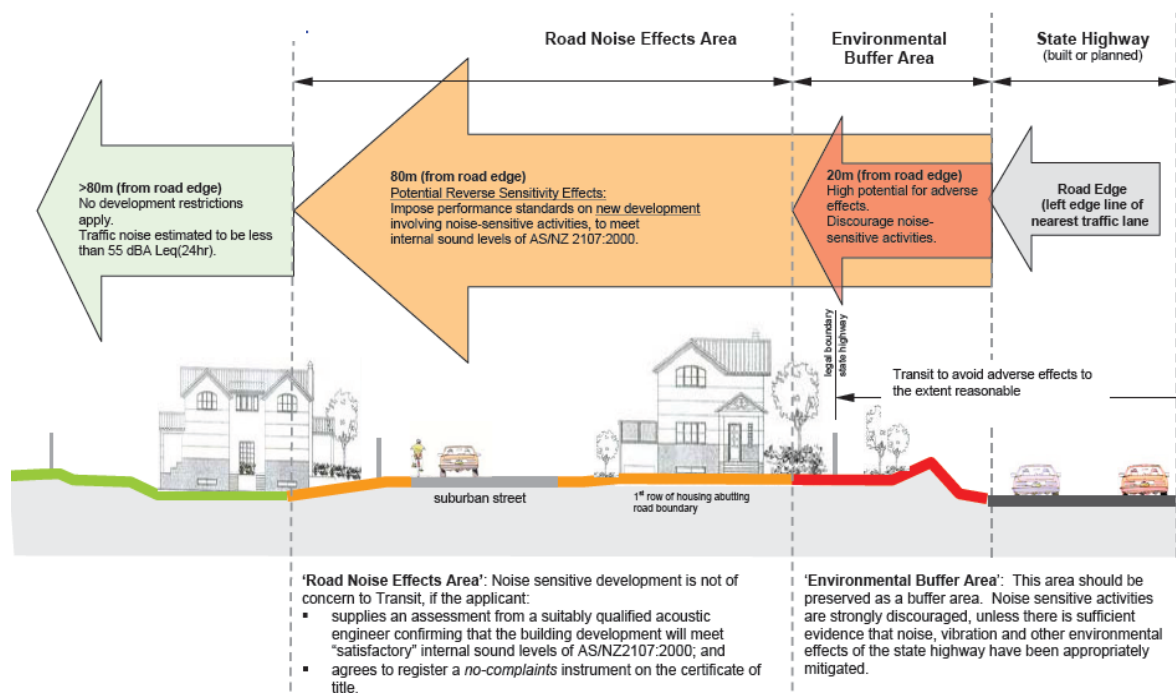 Road Noise Effects Area
Environmental
Buffer Area
State Highway
(built or planned)
>80m (from road edge)
No development restrictions
apply.
Traffic noise estimated to be less
than 55 dBA Leq(24hr).
80m (from road edge)
Potential Reverse Sensitivity Effects:
Impose performance standards on new development
involving noise-sensitive activities, to meet
internal sound levels of AS/NZ 2107:2000.
20m (from road edge)
High potential for adverse
effects.
Discourage noise-
sensitive activities.
Road Edge
(left edge line of
nearest traffic lane
legal boundary
state highway
Transit to avoid adverse effects to
the extent reasonable
suburban street
1st row of housing abutting
road boundary
‘Road Noise Effects Area’: Noise sensitive development is not of
concern to Transit, if the applicant:
▪ supplies an assessment from a suitably qualified acoustic
engineer confirming that the building development will meet
“satisfactory” internal sound levels of AS/NZ2107:2000; and
▪ agrees to register a no-complaints instrument on the certificate of
title.
‘Environmental Buffer Area’: This area should be
preserved as a buffer area. Noise sensitive activities
are strongly discouraged, unless there is sufficient
evidence that noise, vibration and other environmental
effects of the state highway have been appropriately
mitigated.